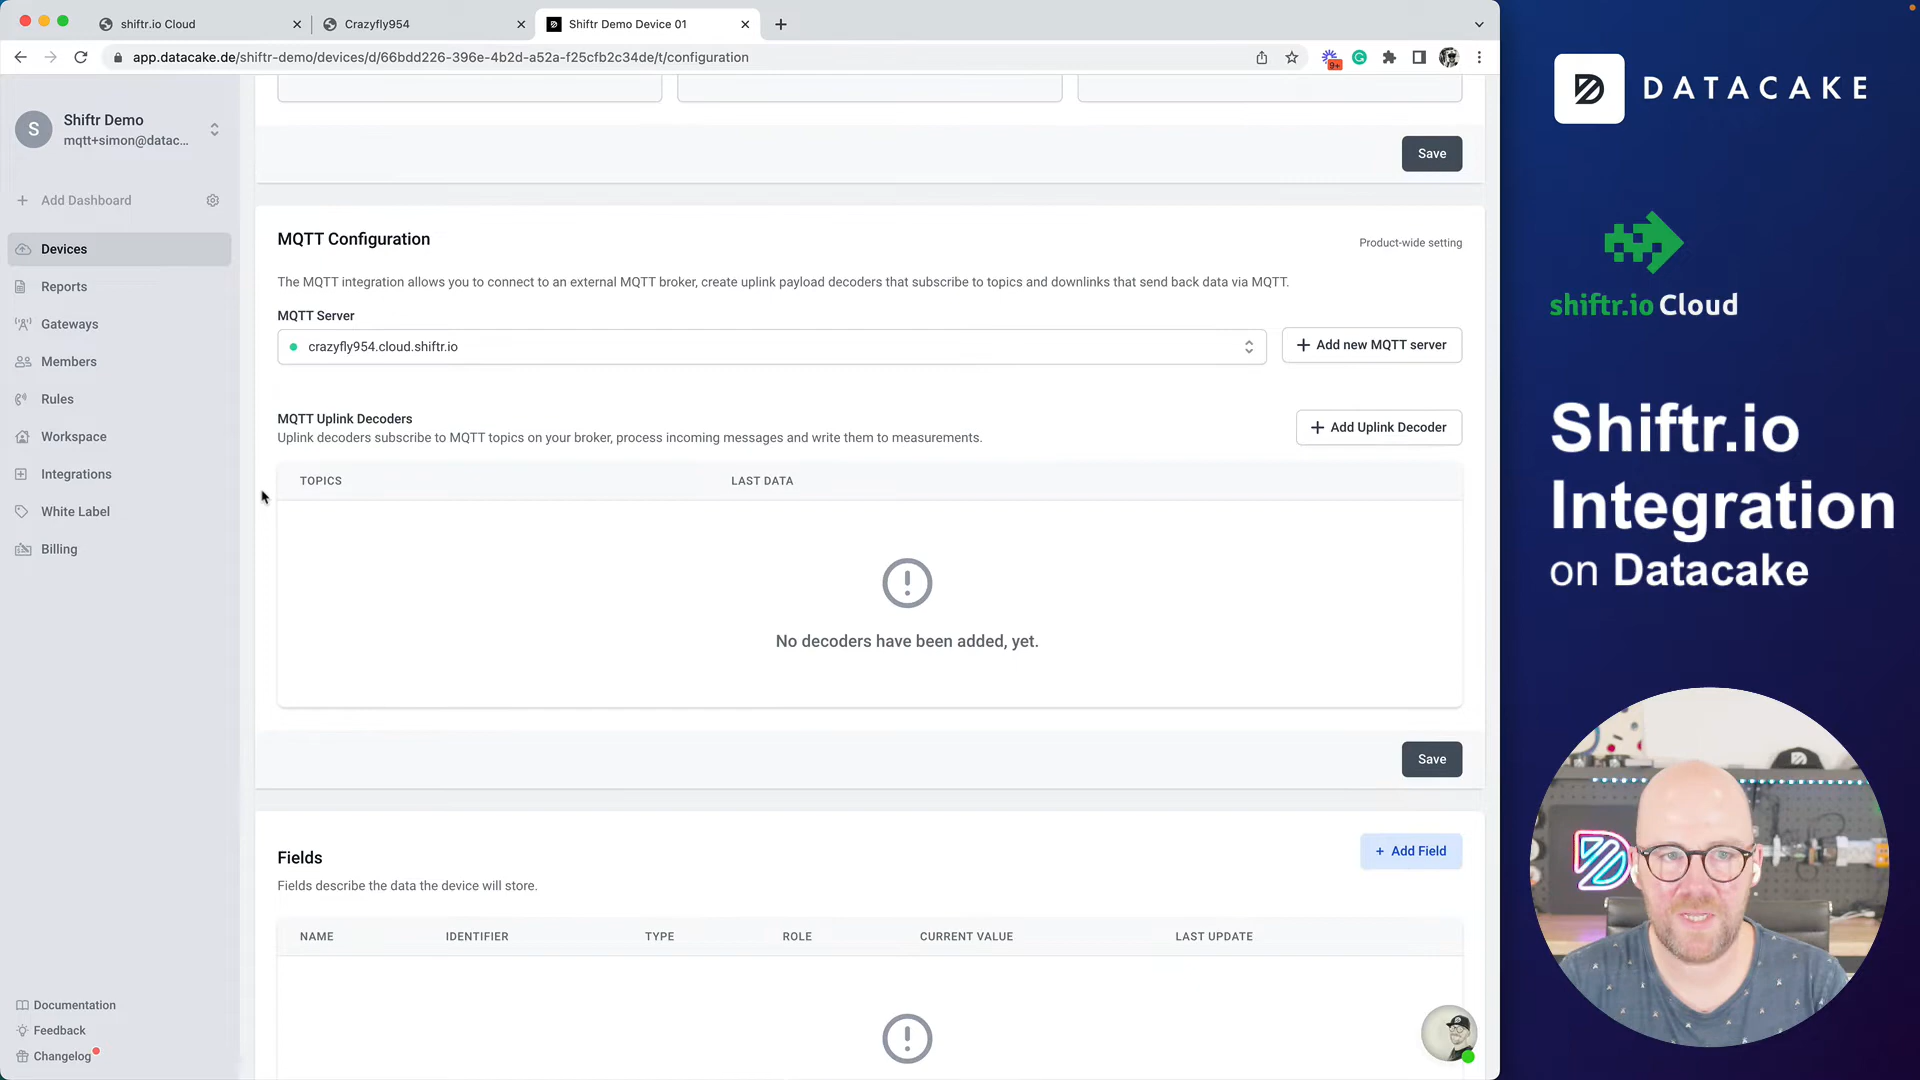 shiftr.io Cloud
Crazyfly954
Shiftr Demo Device 01
app.datacake.de/shiftr-demo/devices/d/66bdd226-396e-4b2d-a52a-f25cfb2c34de/t/configuration
9+
S
Shiftr Demo
mqtt+simon@datac...
Add Dashboard
Devices
Reports
Gateways
Members
Rules
Workspace
Integrations
White Label
Billing
Documentation
Feedback
Changelog
Save
MQTT Configuration
Product-wide setting
The MQTT integration allows you to connect to an external MQTT broker, create uplink payload decoders that subscribe to topics and downlinks that send back data via MQTT.
MQTT Server
crazyfly954.cloud.shiftr.io
+ Add new MQTT server
MQTT Uplink Decoders
Uplink decoders subscribe to MQTT topics on your broker, process incoming messages and write them to measurements.
+ Add Uplink Decoder
TOPICS LAST DATA
No decoders have been added, yet.
Save
Fields
+ Add Field
Fields describe the data the device will store.
NAME IDENTIFIER TYPE ROLE CURRENT VALUE LAST UPDATE
DATACAKE
shiftr.io Cloud
Shiftr.io
Integration
on Datacake